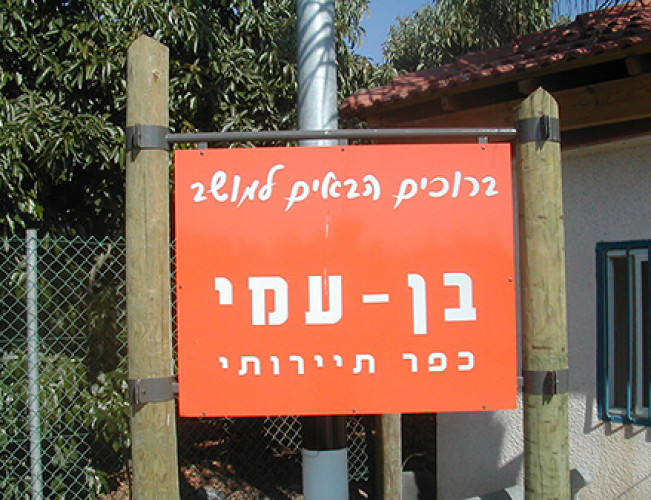 ברוכים הבאים למושב
בן - עמי
כפר תיירותי